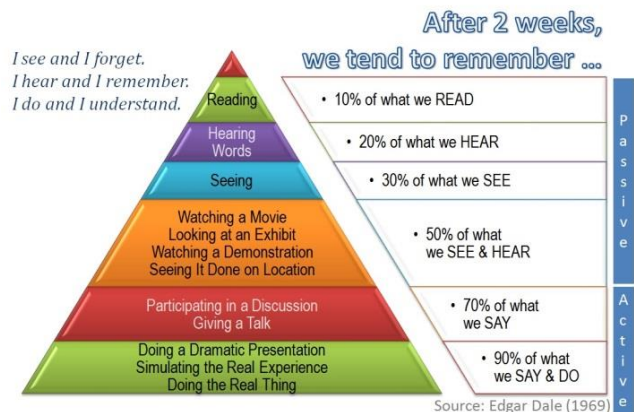 After 2 weeks,
we tend to remember ...
I see and I forget.
I hear and I remember.
I do and I understand.
Reading
• 10% of what we READ
Hearing
Words
• 20% of what we HEAR
Seeing
• 30% of what we SEE
Watching a Movie
Looking at an Exhibit
Watching a Demonstration
Seeing It Done on Location
• 50% of what
we SEE & HEAR
Participating in a Discussion
Giving a Talk
• 70% of what
we SAY
Doing a Dramatic Presentation
Simulating the Real Experience
Doing the Real Thing
• 90% of what
we SAY & DO
Passive
Active
Source: Edgar Dale (1969)